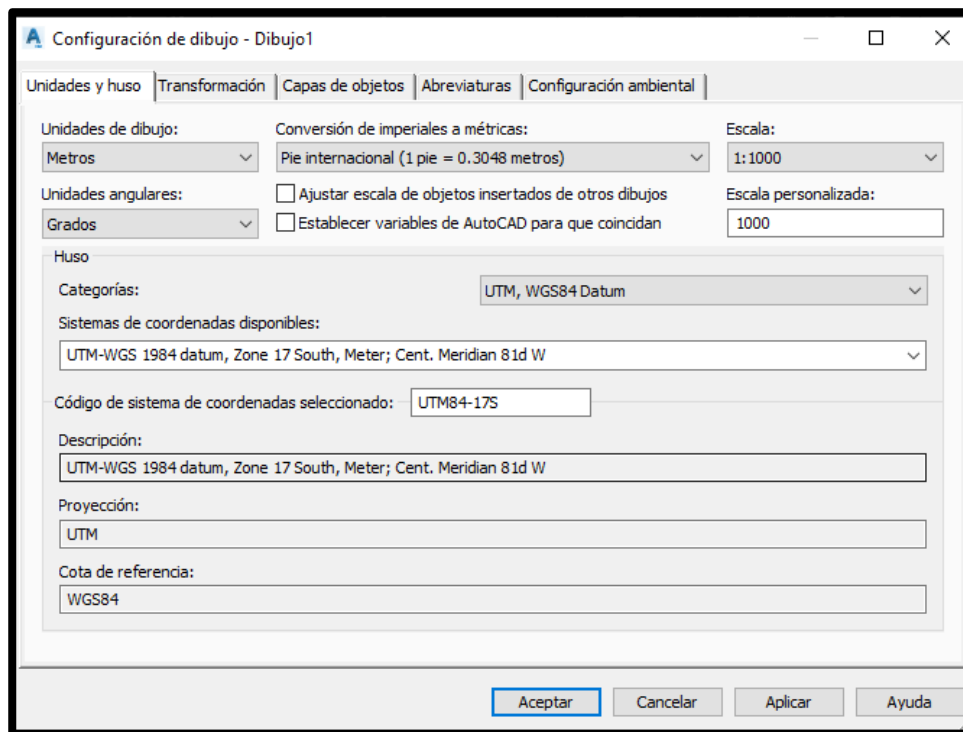 Configuración de dibujo - Dibujo1
Unidades y huso Transformación Capas de objetos Abreviaturas Configuración ambiental
Unidades de dibujo: Conversión de imperiales a métricas: Escala:
Metros Pie internacional (1 pie = 0.3048 metros) 1:1000
Unidades angulares: Ajustar escala de objetos insertados de otros dibujos Escala personalizada:
Grados Establecer variables de AutoCAD para que coincidan 1000
Huso
Categorías: UTM, WGS84 Datum
Sistemas de coordenadas disponibles:
UTM-WGS 1984 datum, Zone 17 South, Meter; Cent. Meridian 81d W
Código de sistema de coordenadas seleccionado: UTM84-17S
Descripción:
UTM-WGS 1984 datum, Zone 17 South, Meter; Cent. Meridian 81d W
Proyección:
UTM
Cota de referencia:
WGS84
Aceptar Cancelar Aplicar Ayuda